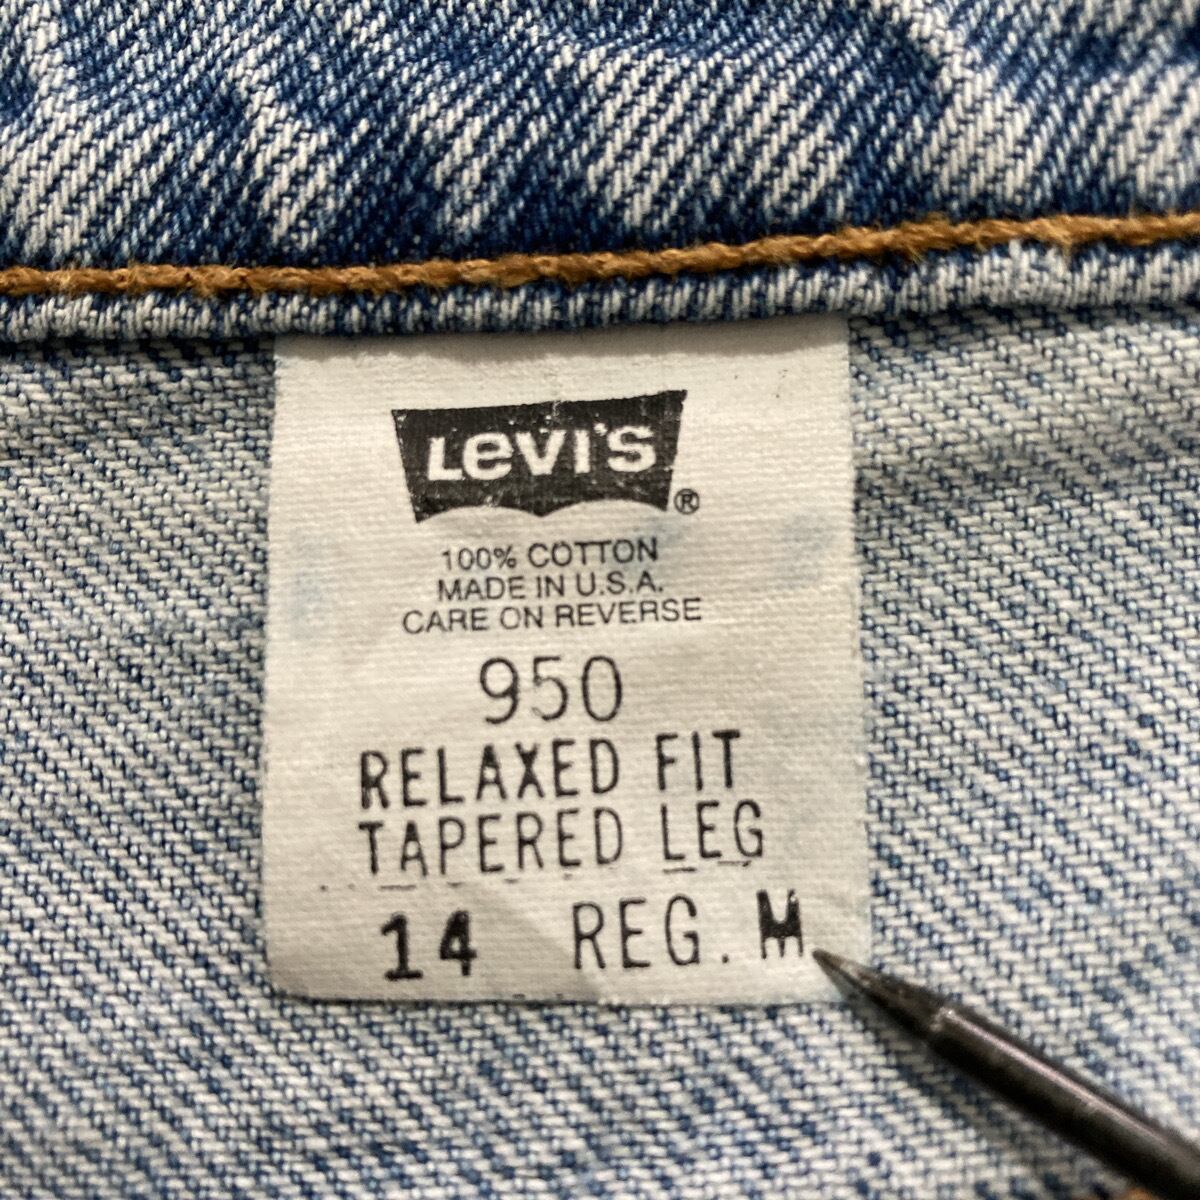 Levi's ®
100% COTTON
MADE IN U.S.A.
CARE ON REVERSE
950
RELAXED FIT
TAPERED LEG
14 REG. M